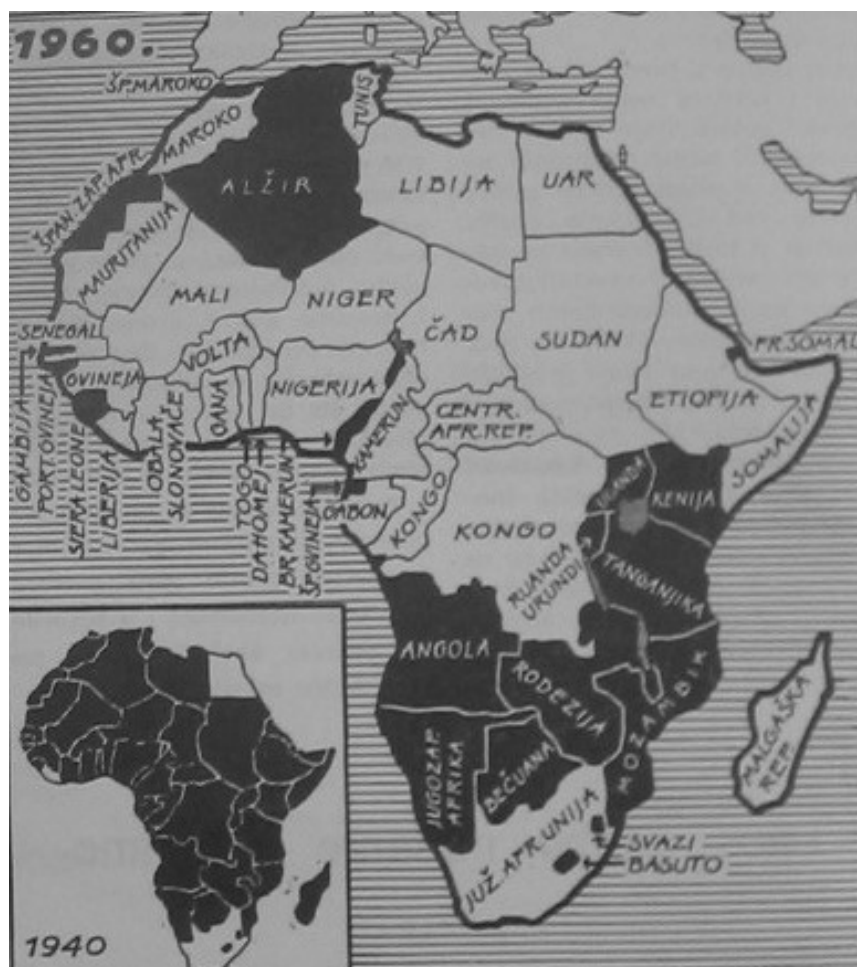 1960.
ŠP.MAROKO
MAROKO
TUNIS
ALŽIR
LIBIJA
UAR
ŠPAN. ZAP. AFR.
MAURITANIJA
MALI
NIGER
ČAD
SUDAN
FR.SOMAL
SENEGAL
GVINEJA
VOLTA
GANA
NIGERIJA
KAMERUN
CENTR.
AFR. REP.
ETIOPIJA
SOMALIJA
GAMBIJA
PORT.GVINEJA
SIERA LEONE
LIBERIJA
OBALA
SLONOVAČE
TOGO
DAHOMEJ
BR.KAMERUN
ŠP.GVINEJA
GABON
KONGO
KONGO
UGANDA
KENIJA
RUANDA
URUNDI
TANGANJIKA
ANGOLA
RODEZIJA
MOZAMBIK
MALGAŠKA
REP.
JUGOZAP.
AFRIKA
BEČUANA
JUŽ. AFR. UNIJA
SVAZI
BASUTO
1940